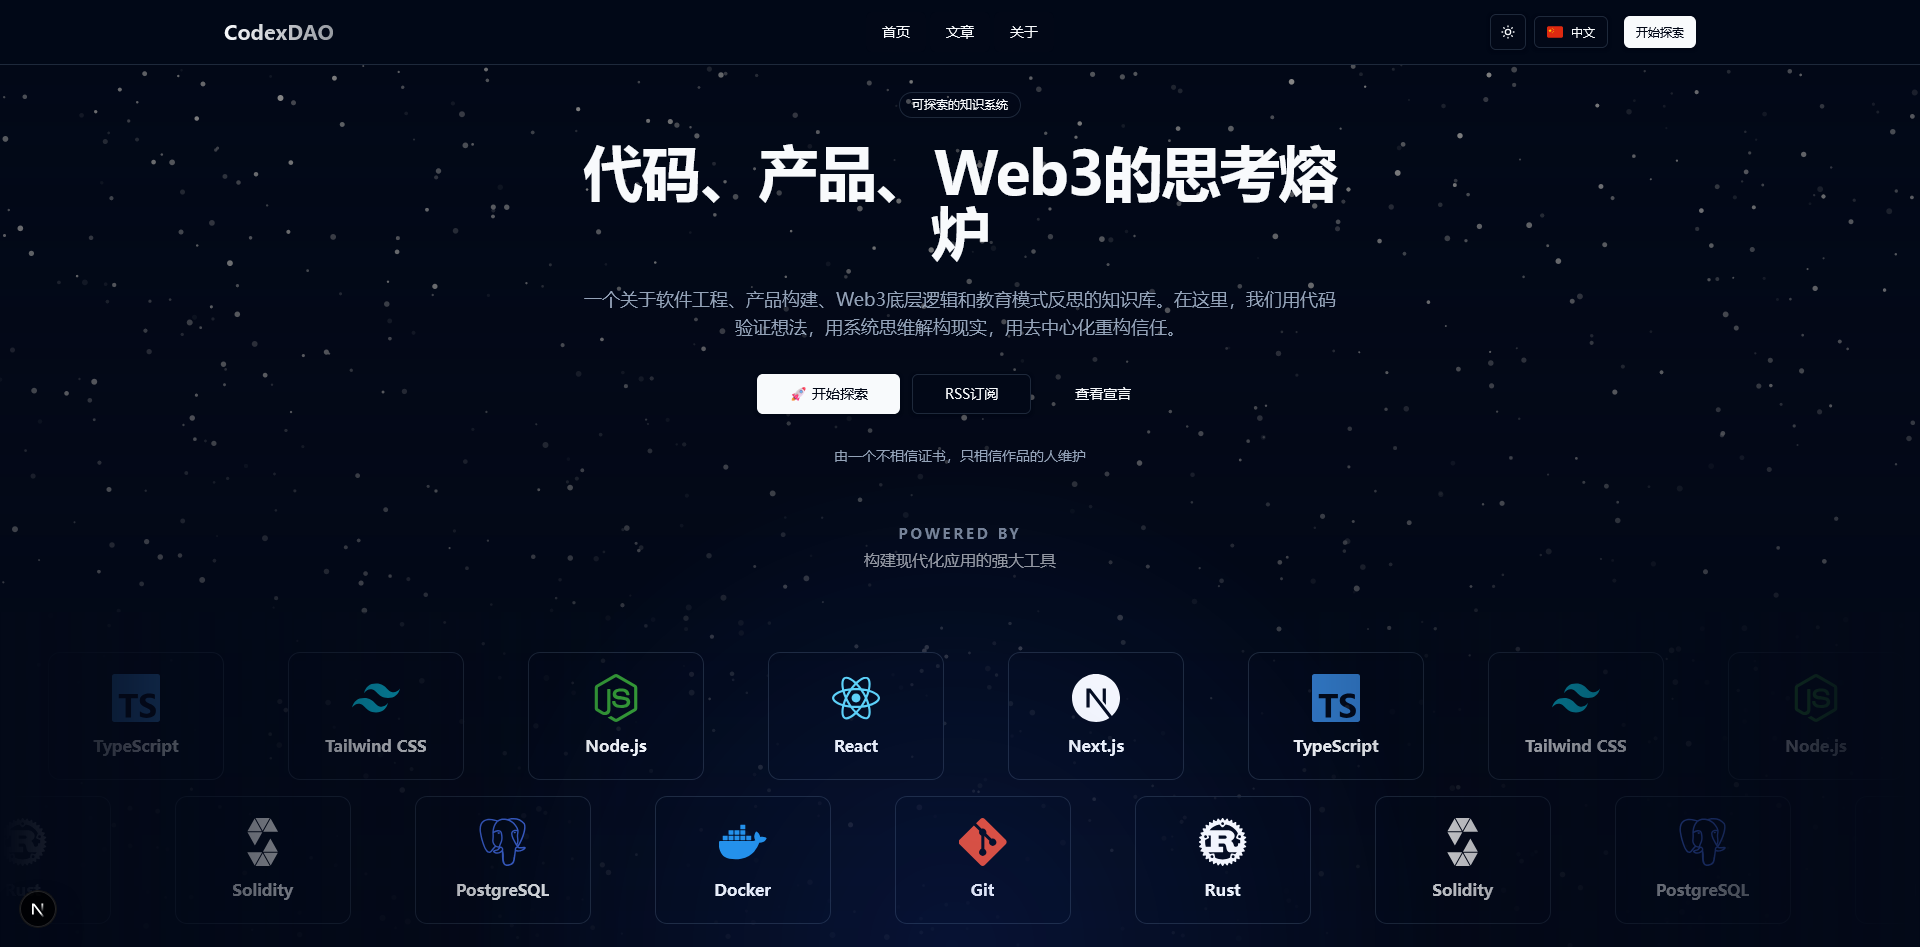 CodexDAO
首页
文章
关于
中文
开始探索
可探索的知识系统
代码、产品、Web3的思考熔
炉
一个关于软件工程、产品构建、Web3底层逻辑和教育模式反思的知识库。在这里，我们用代码
验证想法，用系统思维解构现实，用去中心化重构信任。
🚀 开始探索
RSS订阅
查看宣言
由一个不相信证书，只相信作品的人维护
POWERED BY
构建现代化应用的强大工具
TS
JS
N
TS
JS
TypeScript
Tailwind CSS
Node.js
React
Next.js
TypeScript
Tailwind CSS
Node.js
R
R
Rust
Solidity
PostgreSQL
Docker
Git
Rust
Solidity
PostgreSQL
N